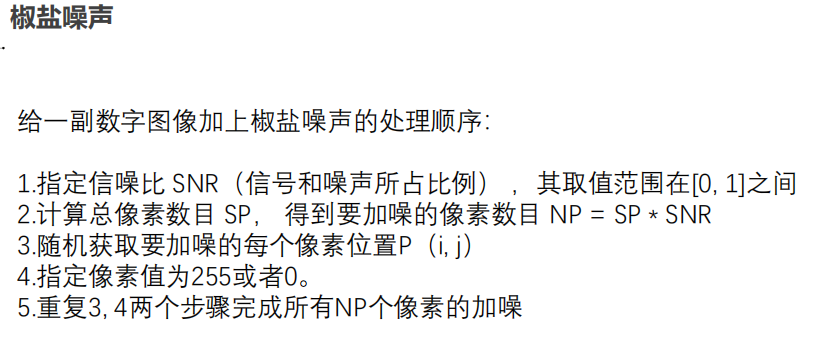 椒盐噪声
给一副数字图像加上椒盐噪声的处理顺序:
1.指定信噪比 SNR（信号和噪声所占比例） ，其取值范围在[0, 1]之间
2.计算总像素数目 SP， 得到要加噪的像素数目 NP = SP * SNR
3.随机获取要加噪的每个像素位置P（i, j）
4.指定像素值为255或者0。
5.重复3, 4两个步骤完成所有NP个像素的加噪